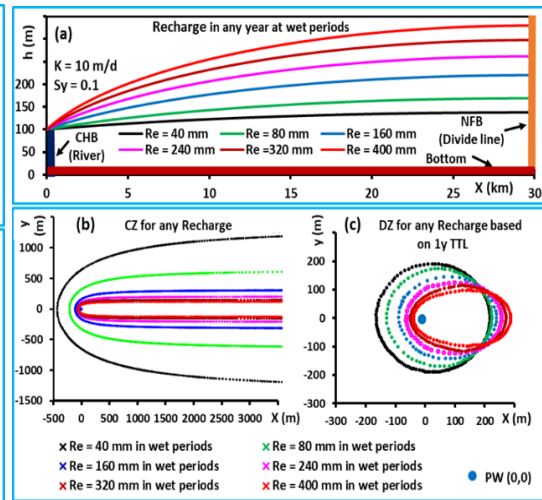 (a) Recharge in any year at wet periods
h (m)
200
150
100
50
0
K = 10 m/d
Sy = 0.1
CHB
(River)
Re = 40 mm Re = 80 mm Re = 160 mm
Re = 240 mm Re =320 mm Re = 400 mm
NFB
(Divide line)
Bottom
0 5 10 15 20 25 30
X (km)
(b) CZ for any Recharge
y (m)
1000
500
0
-500
-1000
-1500
-500 0 500 1000 1500 2000 2500 3000 X (m)
(c) DZ for any Recharge based
on 1y TTL
y (m)
300
200
100
0
-100
-200
-300
-300 -200 -100 0 100 200 X (m)
Re = 40 mm in wet periods Re = 80 mm in wet periods
Re = 160 mm in wet periods Re = 240 mm in wet periods
Re = 320 mm in wet periods Re = 400 mm in wet periods
PW (0,0)